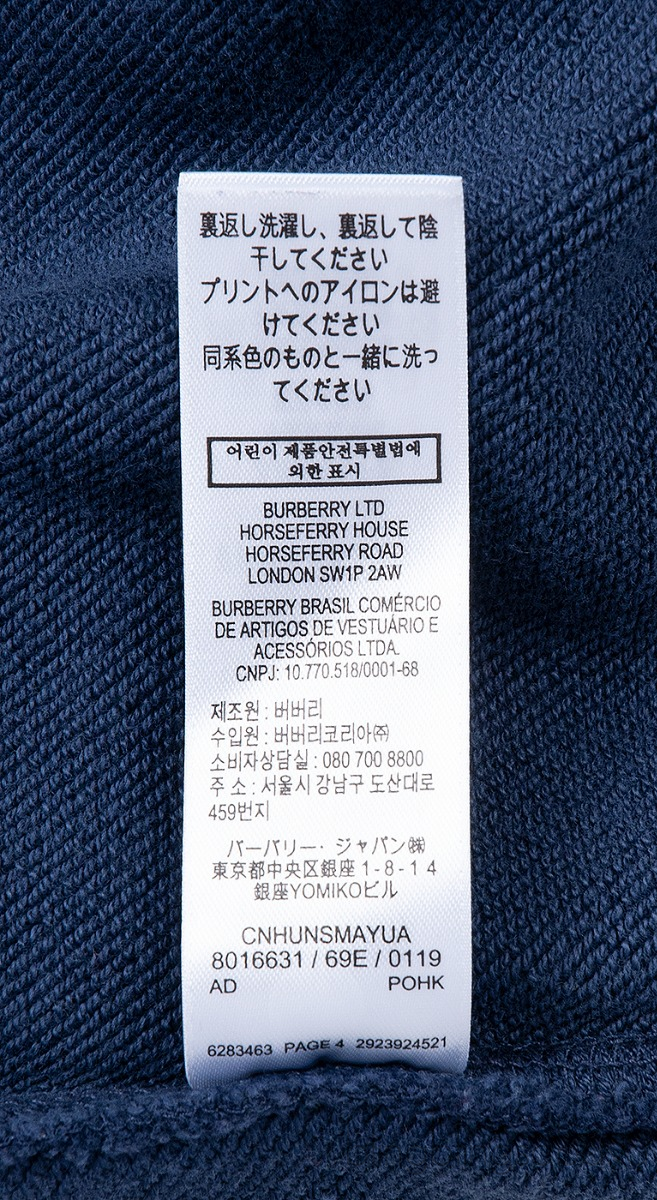 裏返し洗濯し、裏返して陰
干してください
プリントへのアイロンは避
けてください
同系色のものと一緒に洗っ
てください
어린이 제품안전특별법에
의한 표시
BURBERRY LTD
HORSEFERRY HOUSE
HORSEFERRY ROAD
LONDON SW1P 2AW
BURBERRY BRASIL COMÉRCIO
DE ARTIGOS DE VESTUÁRIO E
ACESSÓRIOS LTDA.
CNPJ: 10.770.518/0001-68
제조원 : 버버리
수입원 : 버버리코리아㈜
소비자상담실 : 080 700 8800
주 소 : 서울시 강남구 도산대로
459번지
バーバリー・ジャパン㈱
東京都中央区銀座1-8-14
銀座YOMIKOビル
CNHUNSMAYUA
8016631 / 69E / 0119
AD POHK
6283463 PAGE 4 2923924521